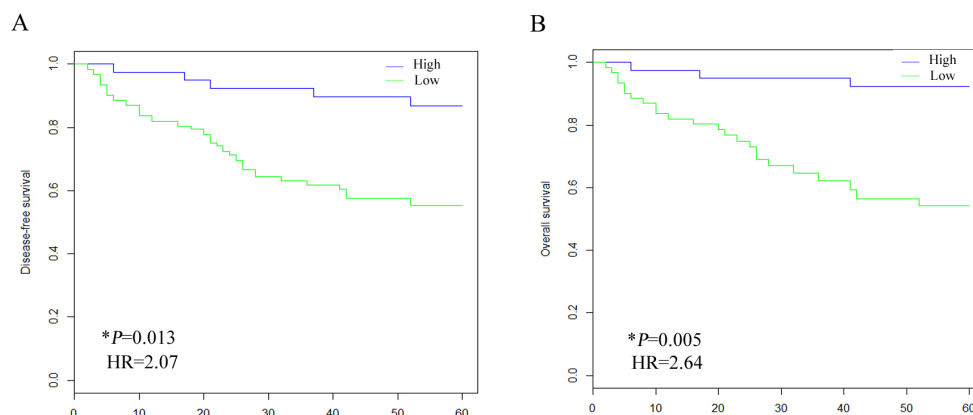 A
High
Low
1.0
0.8
0.6
0.4
0.2
0.0
Disease-free survival
*P=0.013
HR=2.07
0 10 20 30 40 50 60
B
High
Low
1.0
0.8
0.6
0.4
0.2
0.0
Overall survival
*P=0.005
HR=2.64
0 10 20 30 40 50 60